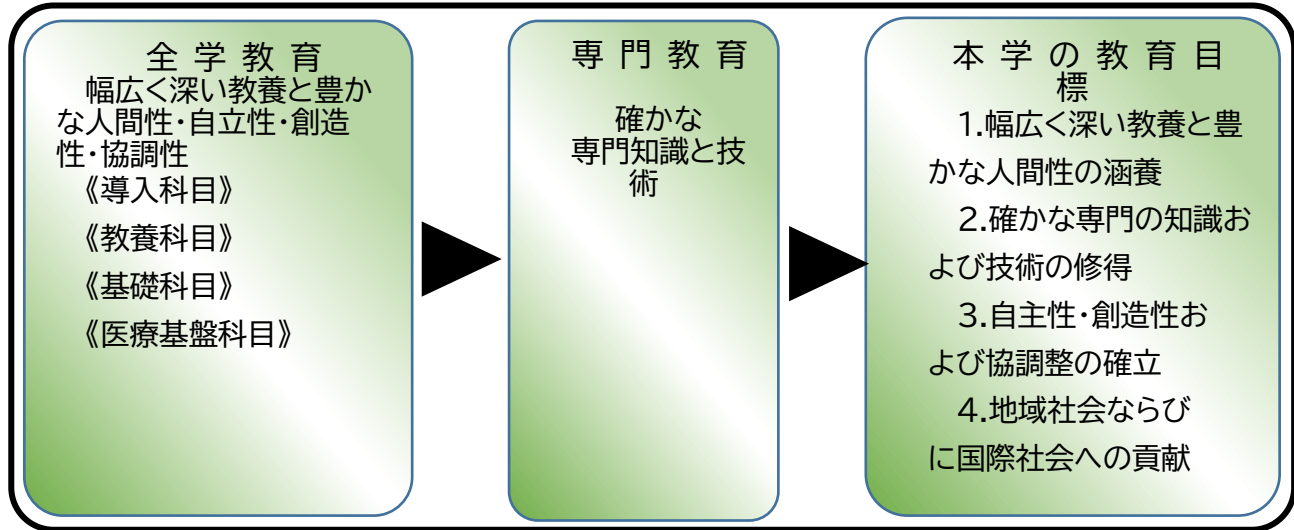 全学教育
幅広く深い教養と豊か
な人間性・自立性・創造
性・協調性
《導入科目》
《教養科目》
《基礎科目》
《医療基盤科目》
専門教育
確かな
専門知識と技
術
本学の教育目
標
1.幅広く深い教養と豊
かな人間性の涵養
2.確かな専門の知識お
よび技術の修得
3.自主性・創造性お
よび協調整の確立
4.地域社会ならび
に国際社会への貢献